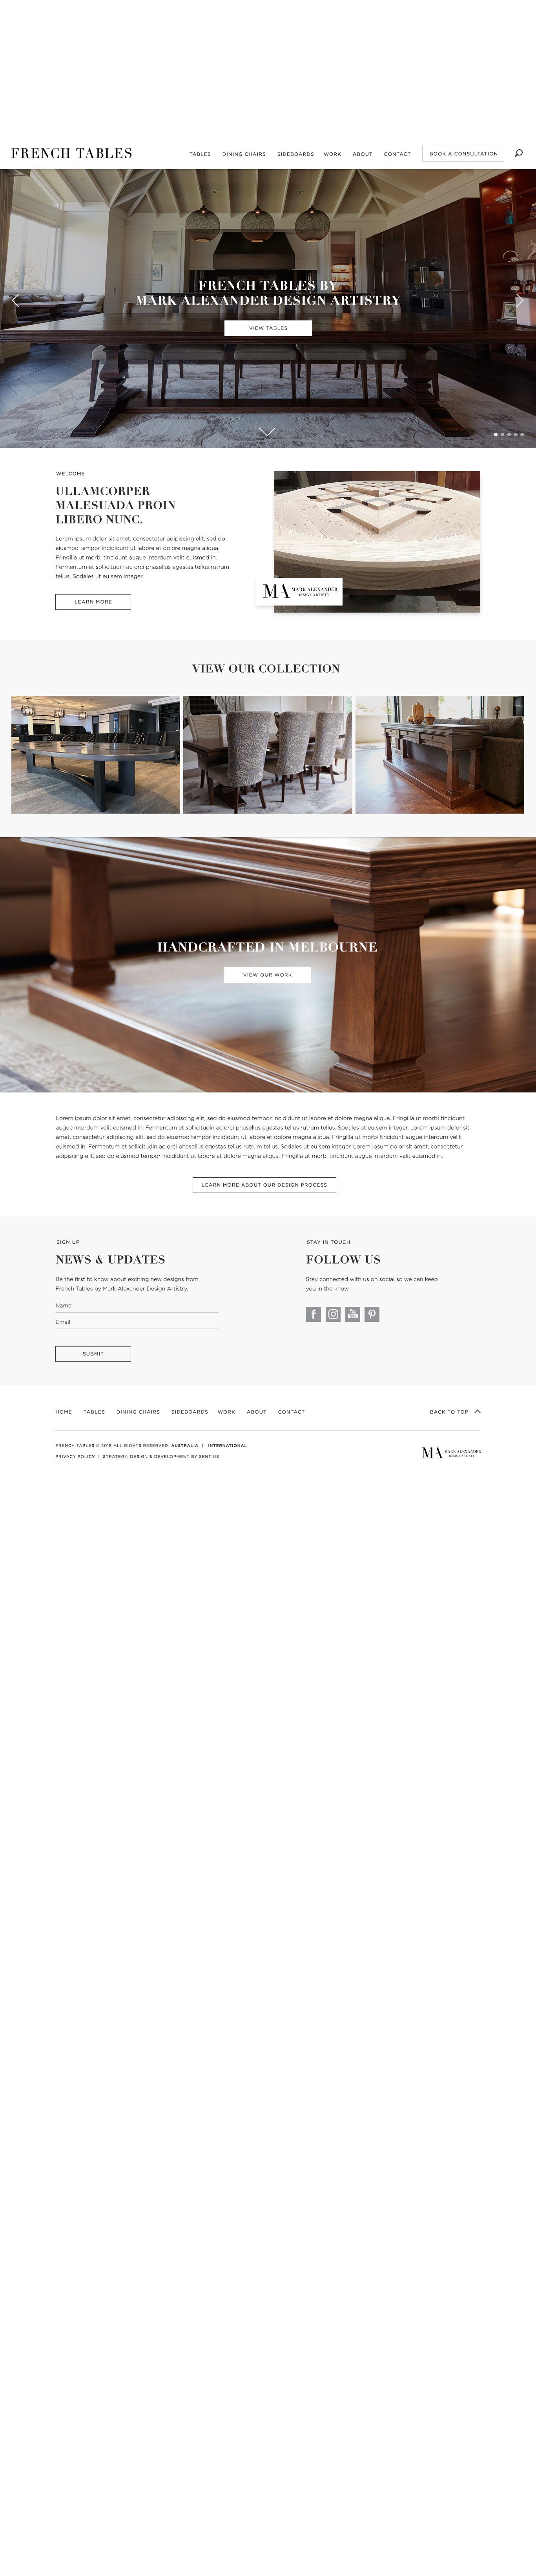 FRENCH TABLES
TABLES DINING CHAIRS SIDEBOARDS WORK ABOUT CONTACT BOOK A CONSULTATION
FRENCH TABLES BY
MARK ALEXANDER DESIGN ARTISTRY
VIEW TABLES
WELCOME
ULLAMCORPER
MALESUADA PROIN
LIBERO NUNC.
Lorem ipsum dolor sit amet, consectetur adipiscing elit, sed do
eiusmod tempor incididunt ut labore et dolore magna aliqua.
Fringilla ut morbi tincidunt augue interdum velit euismod in.
Fermentum et sollicitudin ac orci phasellus egestas tellus rutrum
tellus. Sodales ut eu sem integer.
LEARN MORE
MA MARK ALEXANDER
DESIGN ARTISTY
VIEW OUR COLLECTION
HANDCRAFTED IN MELBOURNE
VIEW OUR WORK
Lorem ipsum dolor sit amet, consectetur adipiscing elit, sed do eiusmod tempor incididunt ut labore et dolore magna aliqua. Fringilla ut morbi tincidunt
augue interdum velit euismod in. Fermentum et sollicitudin ac orci phasellus egestas tellus rutrum tellus. Sodales ut eu sem integer. Lorem ipsum dolor sit
amet, consectetur adipiscing elit, sed do eiusmod tempor incididunt ut labore et dolore magna aliqua. Fringilla ut morbi tincidunt augue interdum velit
euismod in. Fermentum et sollicitudin ac orci phasellus egestas tellus rutrum tellus. Sodales ut eu sem integer. Lorem ipsum dolor sit amet, consectetur
adipiscing elit, sed do eiusmod tempor incididunt ut labore et dolore magna aliqua. Fringilla ut morbi tincidunt augue interdum velit euismod in.
LEARN MORE ABOUT OUR DESIGN PROCESS
SIGN UP
NEWS & UPDATES
Be the first to know about exciting new designs from
French Tables by Mark Alexander Design Artistry.
Name
Email
SUBMIT
STAY IN TOUCH
FOLLOW US
Stay connected with us on social so we can keep
you in the know.
HOME TABLES DINING CHAIRS SIDEBOARDS WORK ABOUT CONTACT BACK TO TOP
FRENCH TABLES © 2018 ALL RIGHTS RESERVED AUSTRALIA | INTERNATIONAL
PRIVACY POLICY | STRATEGY, DESIGN & DEVELOPMENT BY SENTIUS
MA MARK ALEXANDER
DESIGN ARTISTY